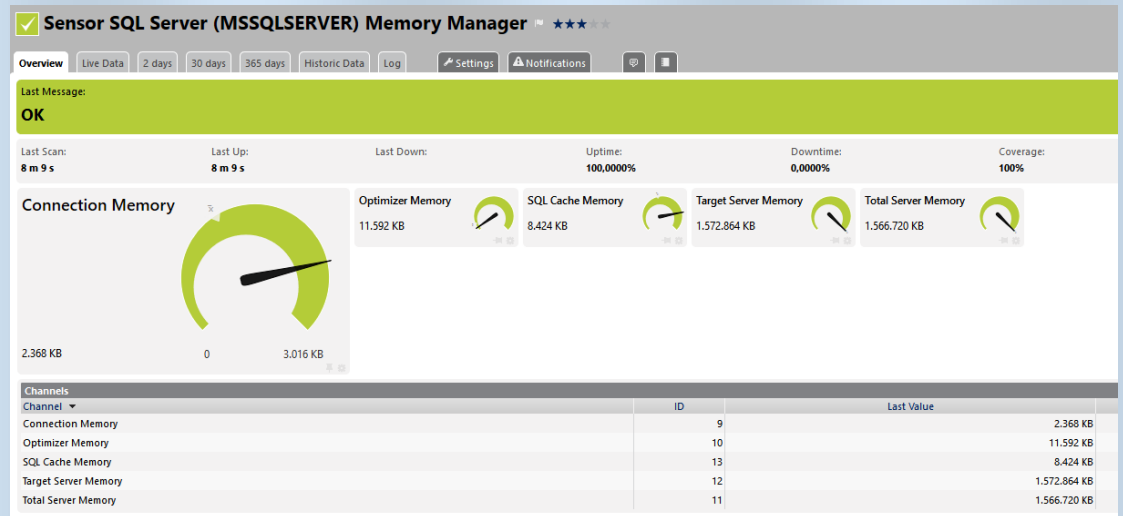 Sensor SQL Server (MSSQLSERVER) Memory Manager
Overview Live Data 2 days 30 days 365 days Historic Data Log Settings Notifications
Last Message:
OK
Last Scan: Last Up: Last Down: Uptime: Downtime: Coverage:
8 m 9 s 8 m 9 s 100,0000% 0,0000% 100%
Connection Memory
2.368 KB 0 3.016 KB
Optimizer Memory
11.592 KB
SQL Cache Memory
8.424 KB
Target Server Memory
1.572.864 KB
Total Server Memory
1.566.720 KB
Channels
Channel ID Last Value
Connection Memory 9 2.368 KB
Optimizer Memory 10 11.592 KB
SQL Cache Memory 13 8.424 KB
Target Server Memory 12 1.572.864 KB
Total Server Memory 11 1.566.720 KB